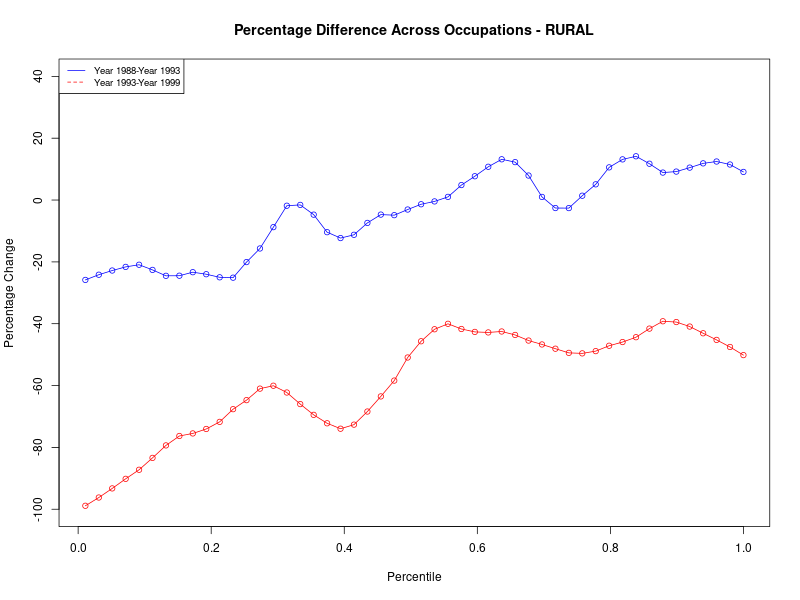 Percentage Difference Across Occupations - RURAL
Year 1988-Year 1993
Year 1993-Year 1999
40
20
0
-20
-40
-60
-80
-100
Percentage Change
0.0 0.2 0.4 0.6 0.8 1.0
Percentile